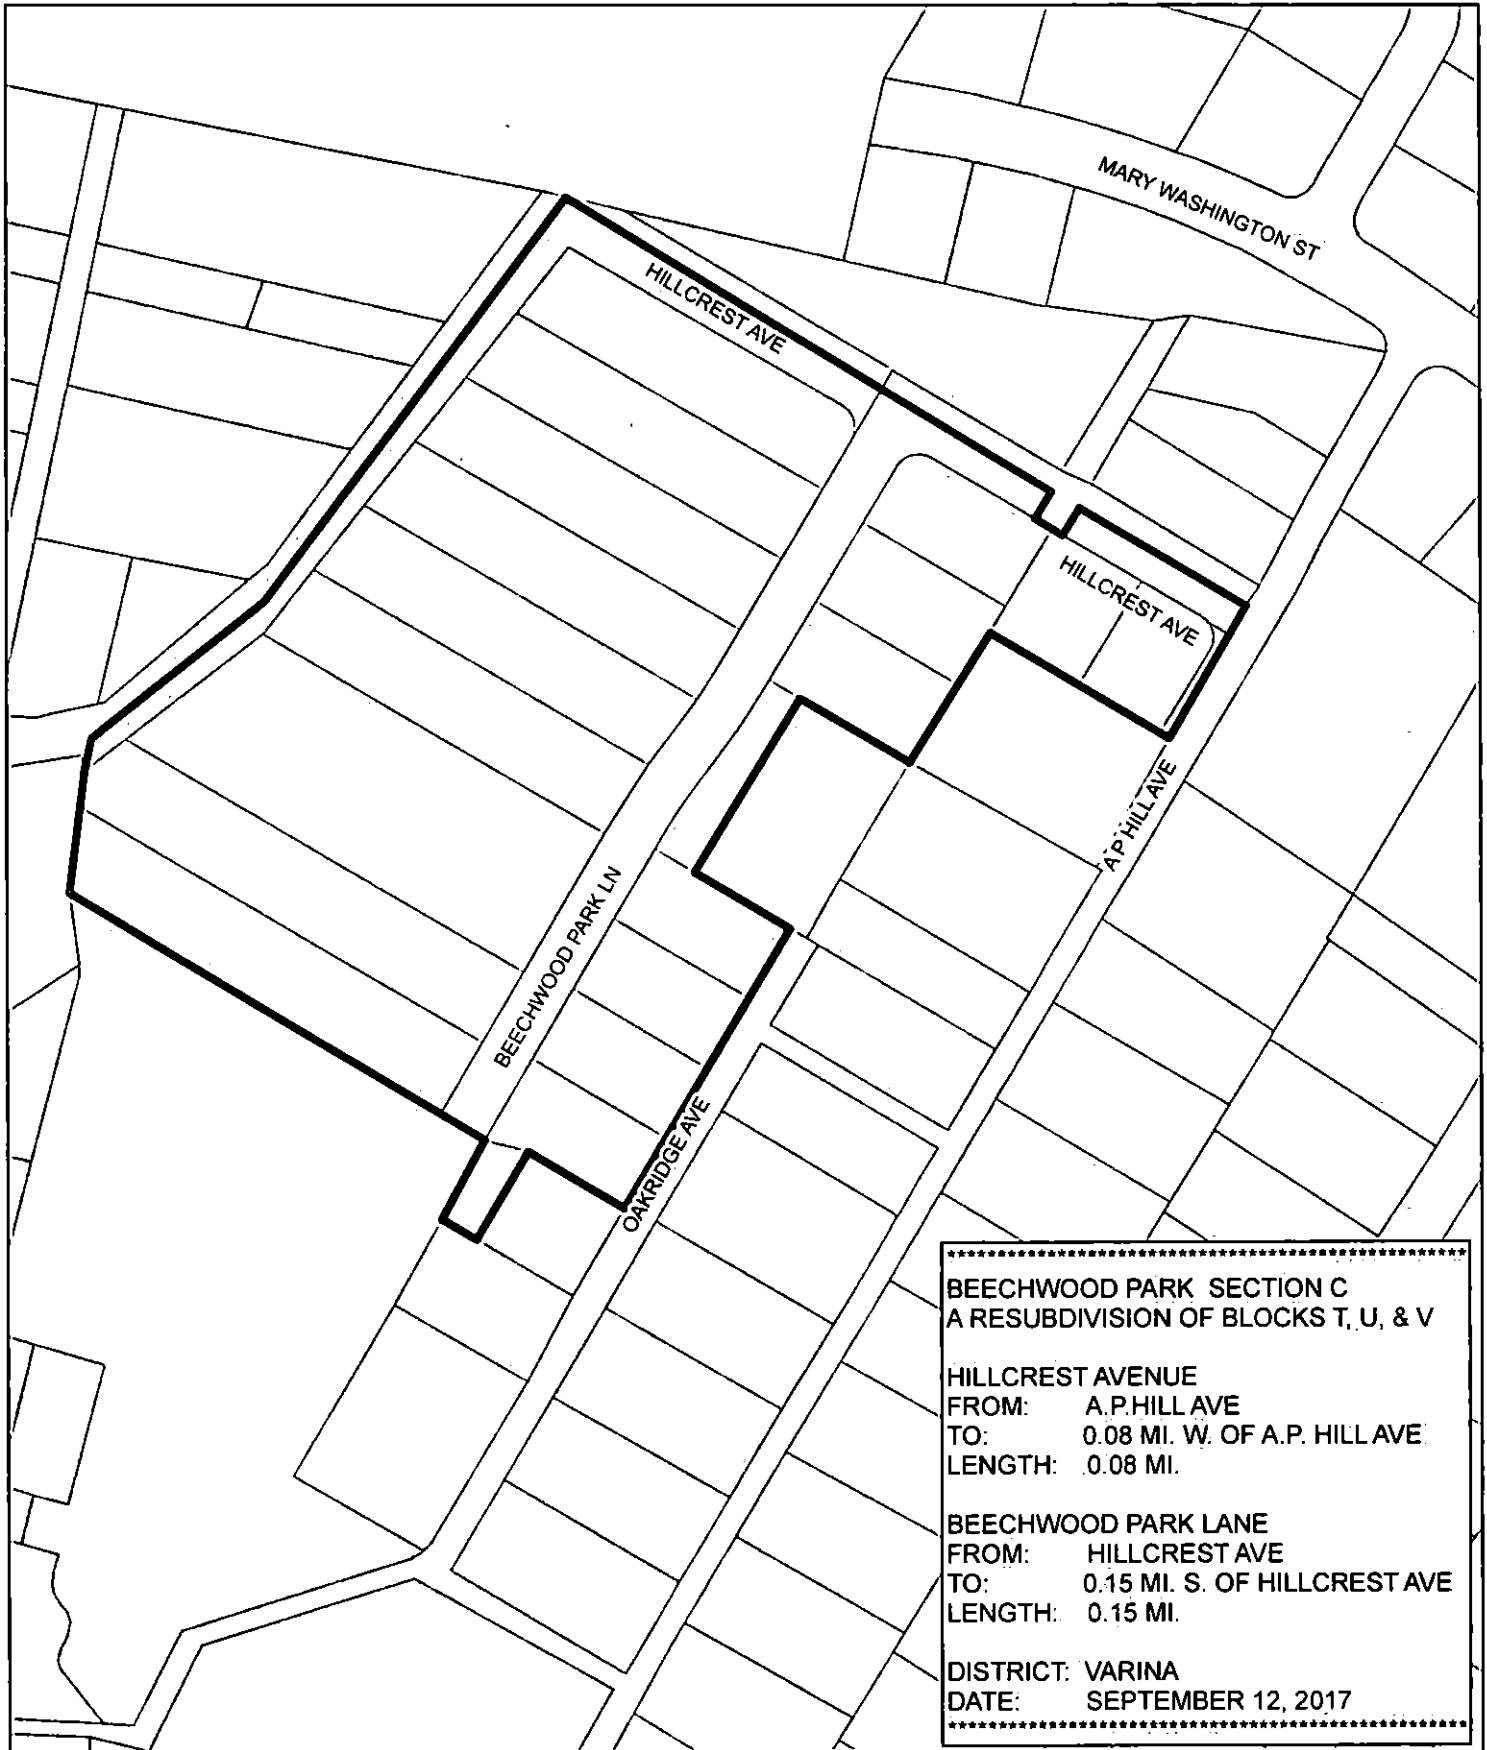 MARY WASHINGTON ST
HILLCREST AVE
HILLCREST AVE
A P HILL AVE
BEECHWOOD PARK LN
OAKRIDGE AVE
BEECHWOOD PARK SECTION C
A RESUBDIVISION OF BLOCKS T, U, & V
HILLCREST AVENUE
FROM: A.P.HILL AVE
TO: 0.08 MI. W. OF A.P. HILL AVE
LENGTH: 0.08 MI.
BEECHWOOD PARK LANE
FROM: HILLCREST AVE
TO: 0.15 MI. S. OF HILLCREST AVE
LENGTH: 0.15 MI.
DISTRICT: VARINA
DATE: SEPTEMBER 12, 2017